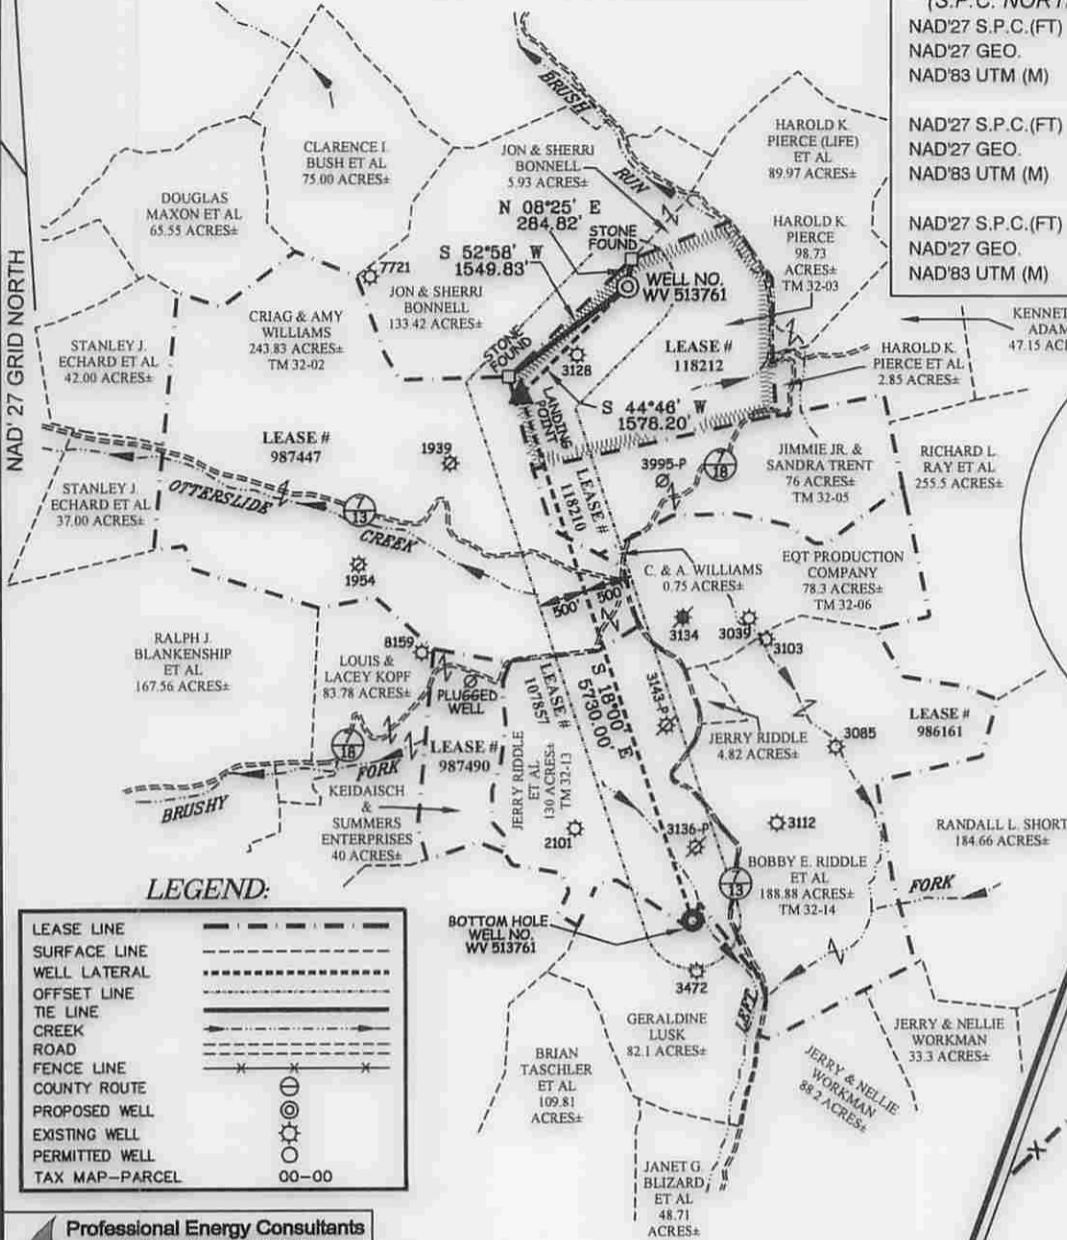 (S.P.C. NORTH
NAD'27 S.P.C.(FT)
NAD'27 GEO.
NAD'83 UTM (M)
NAD'27 S.P.C.(FT)
NAD'27 GEO.
NAD'83 UTM (M)
NAD'27 S.P.C.(FT)
NAD'27 GEO.
NAD'83 UTM (M)
NAD' 27 GRID NORTH
BRUSH
RUN
CLARENCE I.
BUSH ET AL
75.00 ACRES±
JON & SHERRI
BONNELL
5.93 ACRES±
HAROLD K.
PIERCE (LIFE)
ET AL
89.97 ACRES±
DOUGLAS
MAXON ET AL
65.55 ACRES±
N 08°25' E
284.82'
STONE
FOUND
HAROLD K.
PIERCE
98.73
ACRES±
TM 32-03
S 52°58' W
1549.83'
7721
WELL NO.
WV 513761
JON & SHERRI
BONNELL
133.42 ACRES±
CRIAG & AMY
WILLIAMS
243.83 ACRES±
TM 32-02
STANLEY J.
ECHARD ET AL
42.00 ACRES±
STONE
FOUND
3128
LEASE #
118212
KENNET
ADAM
47.15 ACR
HAROLD K.
PIERCE ET AL
2.85 ACRES±
S 44°46' W
1578.20'
LANDING
POINT
LEASE #
987447
1939
3995-P
7
18
JIMMIE JR. &
SANDRA TRENT
76 ACRES±
TM 32-05
RICHARD L.
RAY ET AL
255.5 ACRES±
STANLEY J.
ECHARD ET AL
37.00 ACRES±
OTTERSLIDE
7
13
CREEK
LEASE #
118210
1954
C. & A. WILLIAMS
0.75 ACRES±
EQT PRODUCTION
COMPANY
78.3 ACRES±
TM 32-06
500'
500'
3134
3039
3103
RALPH J.
BLANKENSHIP
ET AL
167.56 ACRES±
8159
LOUIS &
LACEY KOPF
83.78 ACRES±
PLUGGED
WELL
LEASE #
107857
S 18°00' E
5730.00'
3143-P
JERRY RIDDLE
4.82 ACRES±
3085
LEASE #
986161
7
18
LEASE #
987490
BRUSHY
FORK
KEIDAISCH
&
SUMMERS
ENTERPRISES
40 ACRES±
JERRY RIDDLE
ET AL
130 ACRES±
TM 32-13
2101
3136-P
3112
RANDALL L. SHORT
184.66 ACRES±
BOBBY E. RIDDLE
ET AL
188.88 ACRES±
TM 32-14
7
13
FORK
BOTTOM HOLE
WELL NO.
WV 513761
3472
LEFT
GERALDINE
LUSK
82.1 ACRES±
BRIAN
TASCHLER
ET AL
109.81
ACRES±
JERRY & NELLIE
WORKMAN
88.2 ACRES±
JERRY & NELLIE
WORKMAN
33.3 ACRES±
JANET G.
BLIZARD
ET AL
48.71
ACRES±
X
LEGEND:
LEASE LINE
SURFACE LINE
WELL LATERAL
OFFSET LINE
TIE LINE
CREEK
ROAD
FENCE LINE
COUNTY ROUTE
PROPOSED WELL
EXISTING WELL
PERMITTED WELL
TAX MAP-PARCEL 00-00
Professional Energy Consultants